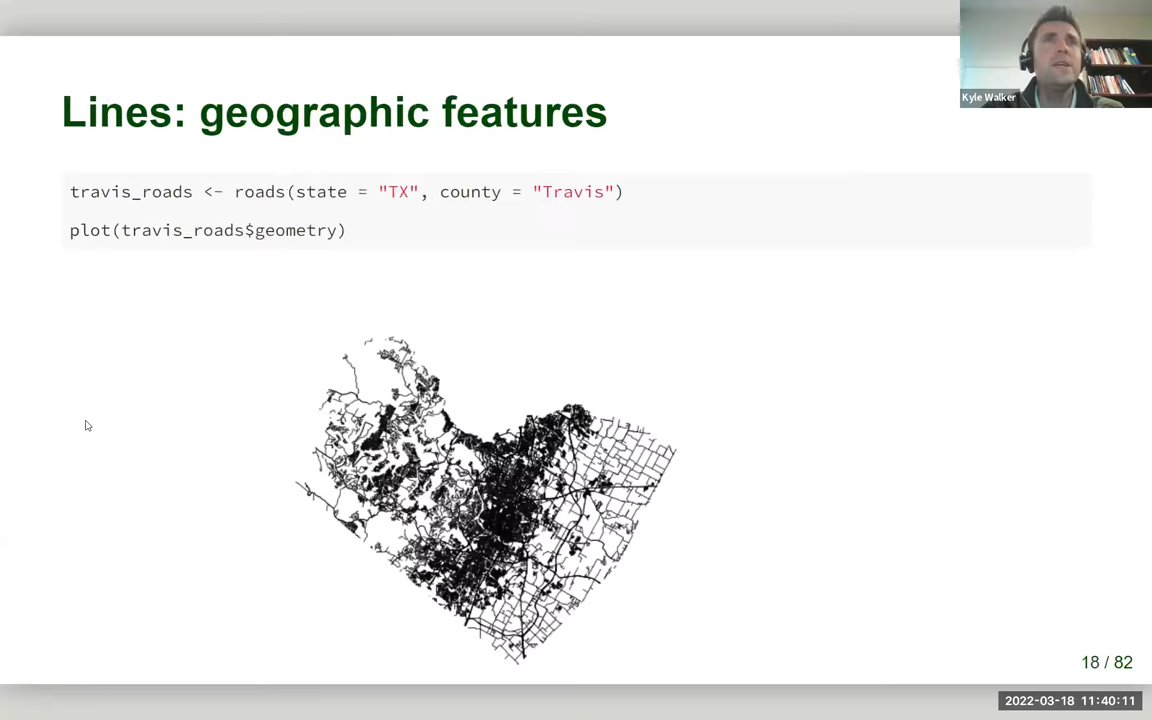 Kyle Walker
Lines: geographic features
travis_roads <- roads(state = "TX", county = "Travis")
plot(travis_roads$geometry)
18 / 82
2022-03-18 11:40:11